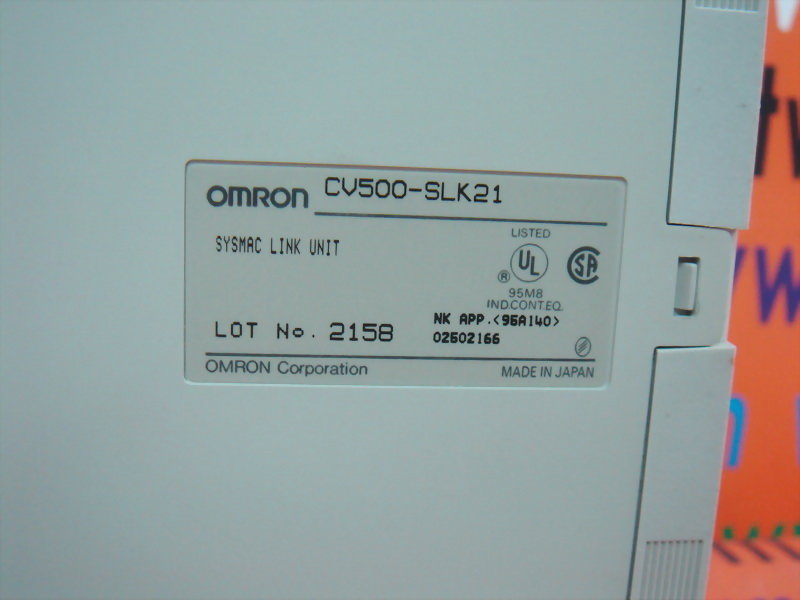 OMRON CV500-SLK21
SYSMAC LINK UNIT
LISTED
UL
®
SA
95M8
IND.CONT.EQ.
NK APP.<95A140>
LOT No. 2158
02502166
OMRON Corporation
MADE IN JAPAN